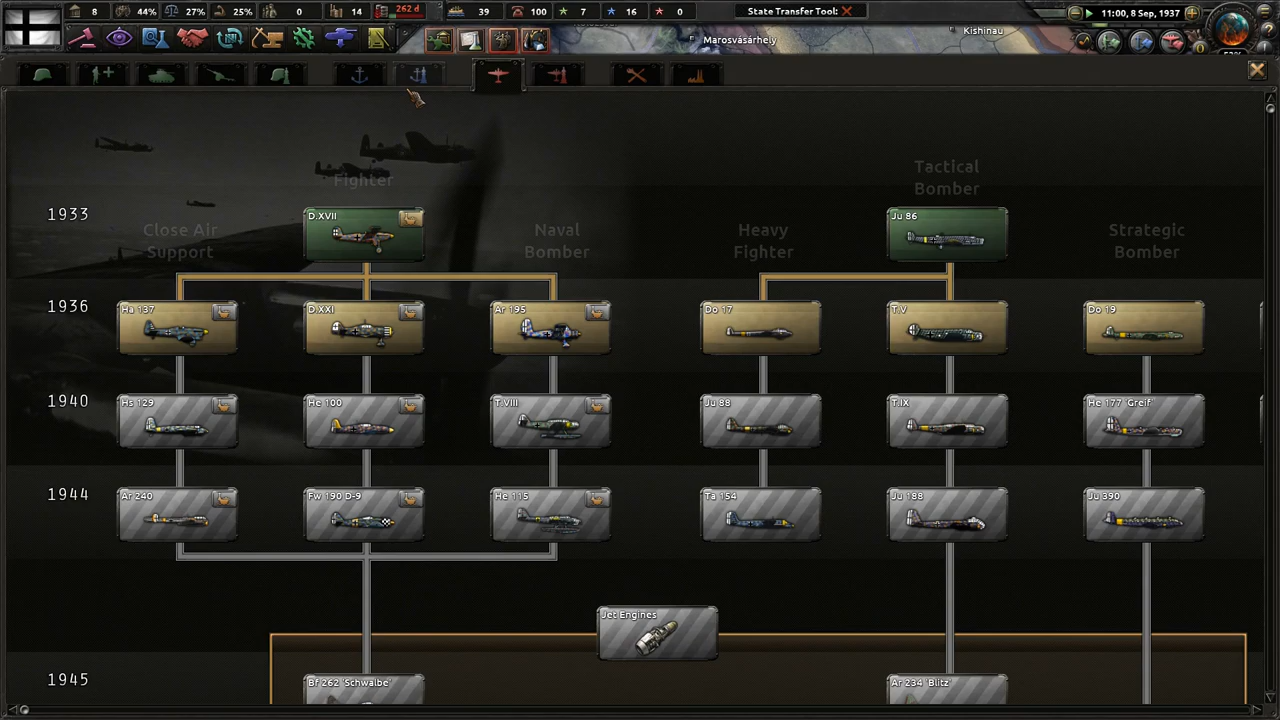 8 44% 27% 25% 0 14 262 d 39 100 7 16 0 State Transfer Tool: 11:00, 8 Sep, 1937
Marosvásárhely
Kishinau
Fighter
Tactical
Bomber
1933
D.XVII
Ju 86
Close Air
Support
Naval
Bomber
Heavy
Fighter
Strategic
Bomber
1936
Ha 137
D.XXI
Ar 195
Do 17
T.V
Do 19
1940
Hs 129
He 100
T.VIII
Ju 88
T.IX
He 177 'Greif'
1944
Ar 240
Fw 190 D-9
He 115
Ta 154
Ju 188
Ju 390
Jet Engines
1945
Bf 262 'Schwalbe'
Ar 234 'Blitz'